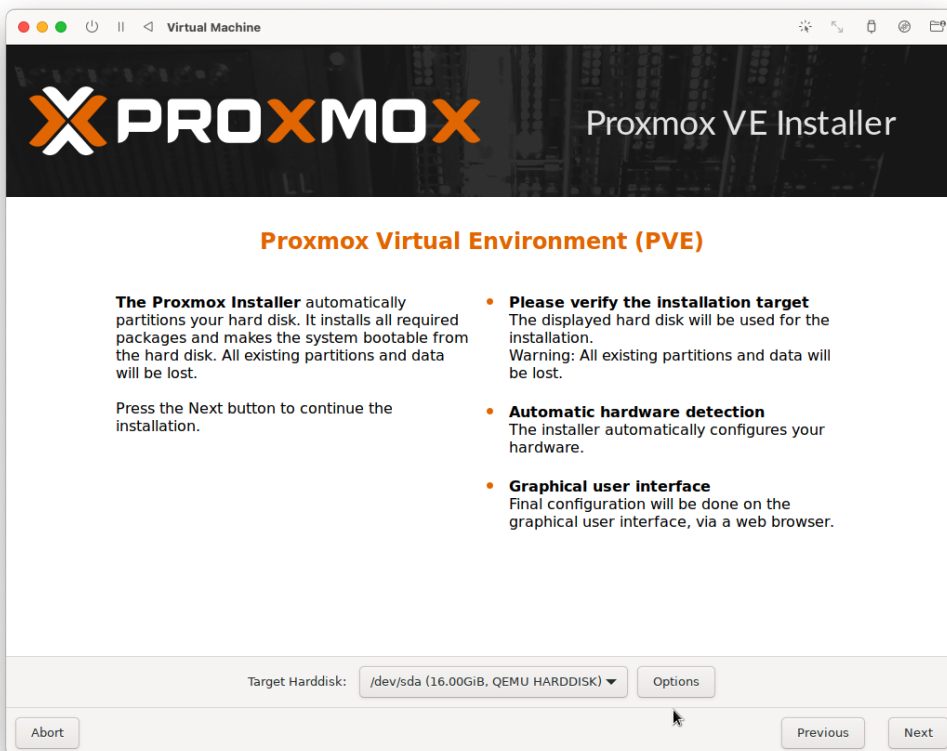 Virtual Machine
PROXMOX
Proxmox VE Installer
Proxmox Virtual Environment (PVE)
The Proxmox Installer automatically
partitions your hard disk. It installs all required
packages and makes the system bootable from
the hard disk. All existing partitions and data
will be lost.
Press the Next button to continue the
installation.
Please verify the installation target
The displayed hard disk will be used for the
installation.
Warning: All existing partitions and data will
be lost.
Automatic hardware detection
The installer automatically configures your
hardware.
Graphical user interface
Final configuration will be done on the
graphical user interface, via a web browser.
Target Harddisk: /dev/sda (16.00GiB, QEMU HARDDISK) Options
Abort Previous Next